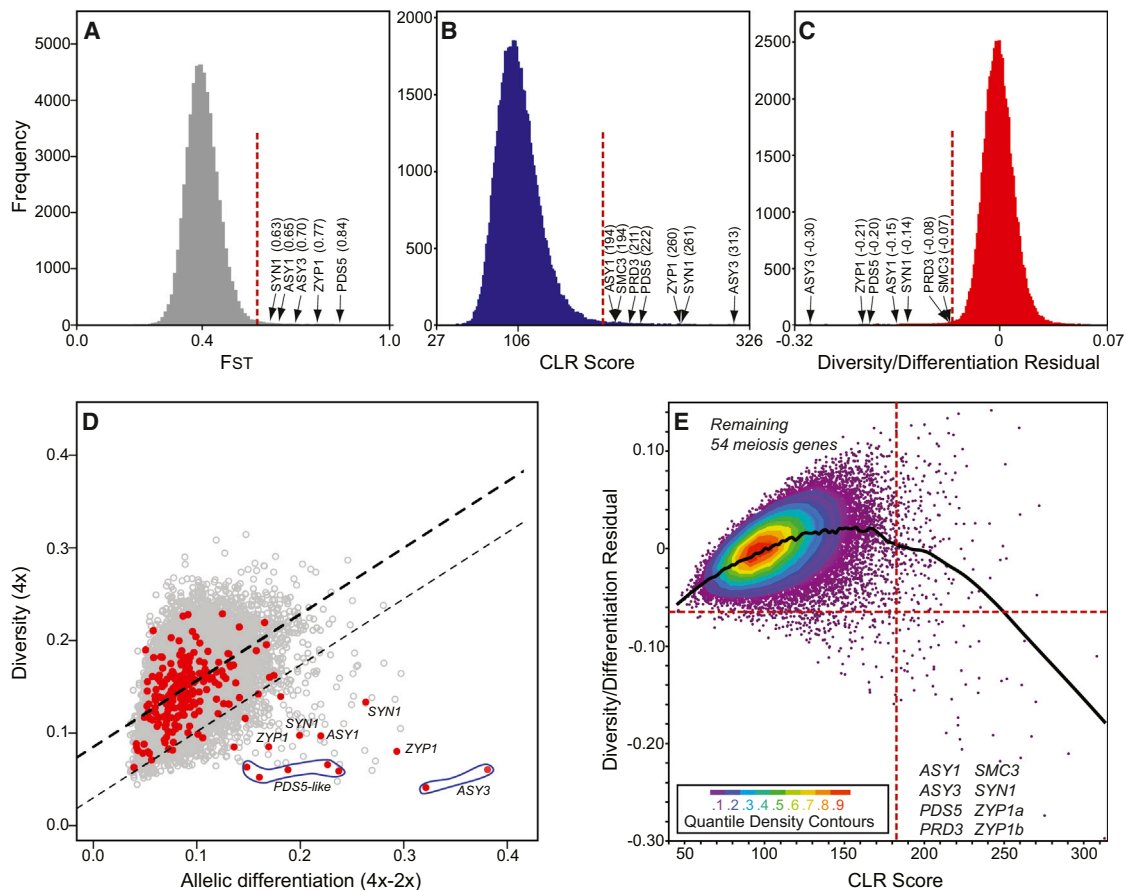 A
Frequency
5000
4000
3000
2000
1000
0
SYN1 (0.63)
ASY1 (0.65)
ASY3 (0.70)
ZYP1 (0.77)
PDS5 (0.84)
0.0
0.4
1.0
FST
B
2000
1500
1000
500
0
ASY1 (194)
SMC3 (194)
PRD3 (211)
PDS5 (222)
ZYP1 (260)
SYN1 (261)
ASY3 (313)
27
106
326
CLR Score
C
2500
2000
1500
1000
500
0
ASY3 (-0.30)
ZYP1 (-0.21)
PDS5 (-0.20)
ASY1 (-0.15)
SYN1 (-0.14)
PRD3 (-0.08)
SMC3 (-0.07)
-0.32
0
0.07
Diversity/Differentiation Residual
D
Diversity (4x)
0.4
0.3
0.2
0.1
0.0
SYN1
SYN1
ZYP1
ASY1
ZYP1
PDS5-like
ASY3
0.0
0.1
0.2
0.3
0.4
Allelic differentiation (4x-2x)
E
Remaining
54 meiosis genes
Diversity/Differentiation Residual
0.10
0
-0.10
-0.20
-0.30
ASY1 SMC3
ASY3 SYN1
PDS5 ZYP1a
PRD3 ZYP1b
.1 .2 .3 .4 .5 .6 .7 .8 .9
Quantile Density Contours
50
100
150
200
250
300
CLR Score